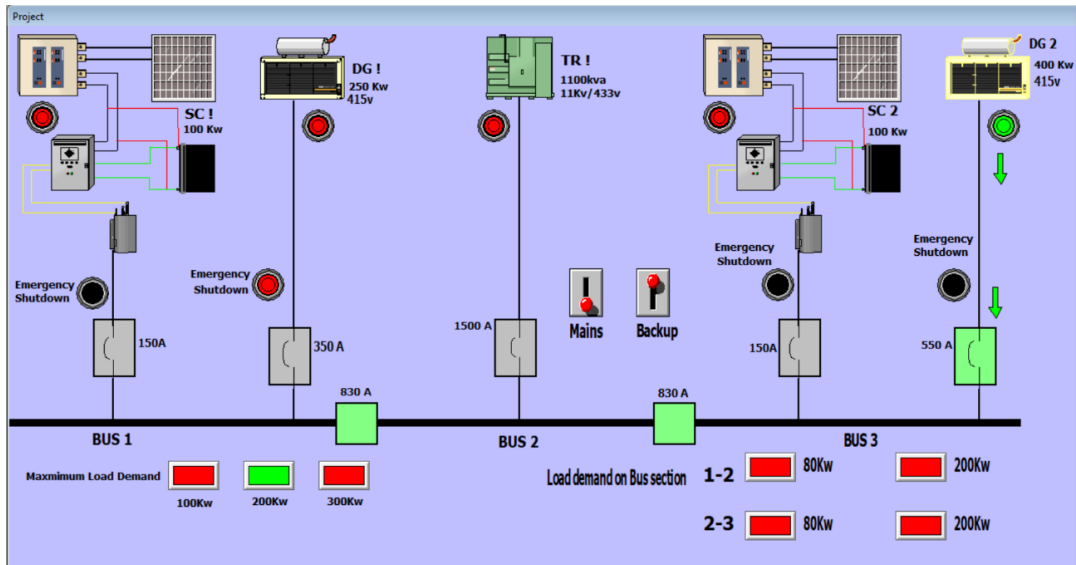 Project
SC !
100 Kw
DG !
250 Kw
415v
TR !
1100kva
11Kv/433v
SC 2
100 Kw
DG 2
400 Kw
415v
Emergency
Shutdown
Emergency
Shutdown
Mains
Backup
Emergency
Shutdown
Emergency
Shutdown
150A
350 A
1500 A
150A
550 A
830 A
830 A
BUS 1
BUS 2
BUS 3
Maxmimum Load Demand
100Kw
200Kw
300Kw
Load demand on Bus section
1-2
80Kw
200Kw
2-3
80Kw
200Kw